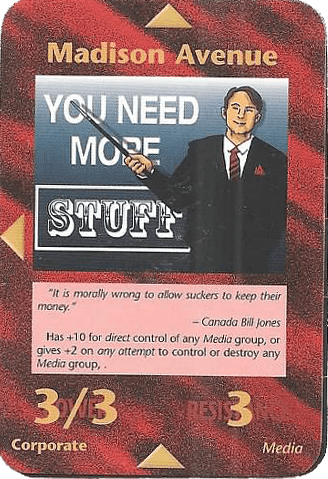 Madison Avenue
YOU NEED
MORE
STUFF
"It is morally wrong to allow suckers to keep their
money."
– Canada Bill Jones
Has +10 for direct control of any Media group, or
gives +2 on any attempt to control or destroy any
Media group, .
POWER RESISTANCE
3/3 3
Corporate Media